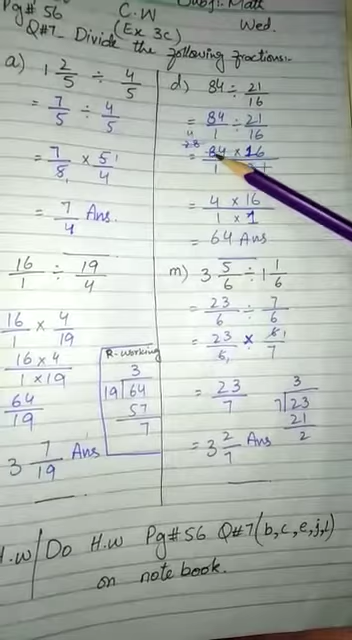 Pg# 56 C.W Subj:- Math
(Ex 3c) Wed.
Q#7- Divide the following fractions:-
a) 1 2/5 ÷ 4/5
= 7/5 ÷ 4/5
= 7/5 × 5/4
= 7/4 Ans.
16/1 ÷ 19/4
16/1 × 4/19
16×4/1×19
64/19
3 7/19 Ans
R-working
3
19 64
57
7
d) 84 ÷ 21/16
= 84/1 ÷ 21/16
4
28
= 84 × 16
1
= 4 × 16/1 × 1
= 64 Ans
m) 3 5/6 ÷ 1 1/6
= 23/6 ÷ 7/6
= 23/6 × 6/7
= 23/7
= 3 2/7 Ans
3
7 23
21
2
H.w/ Do H.w Pg#56 Q#7(b,c,e,j,l)
on notebook.